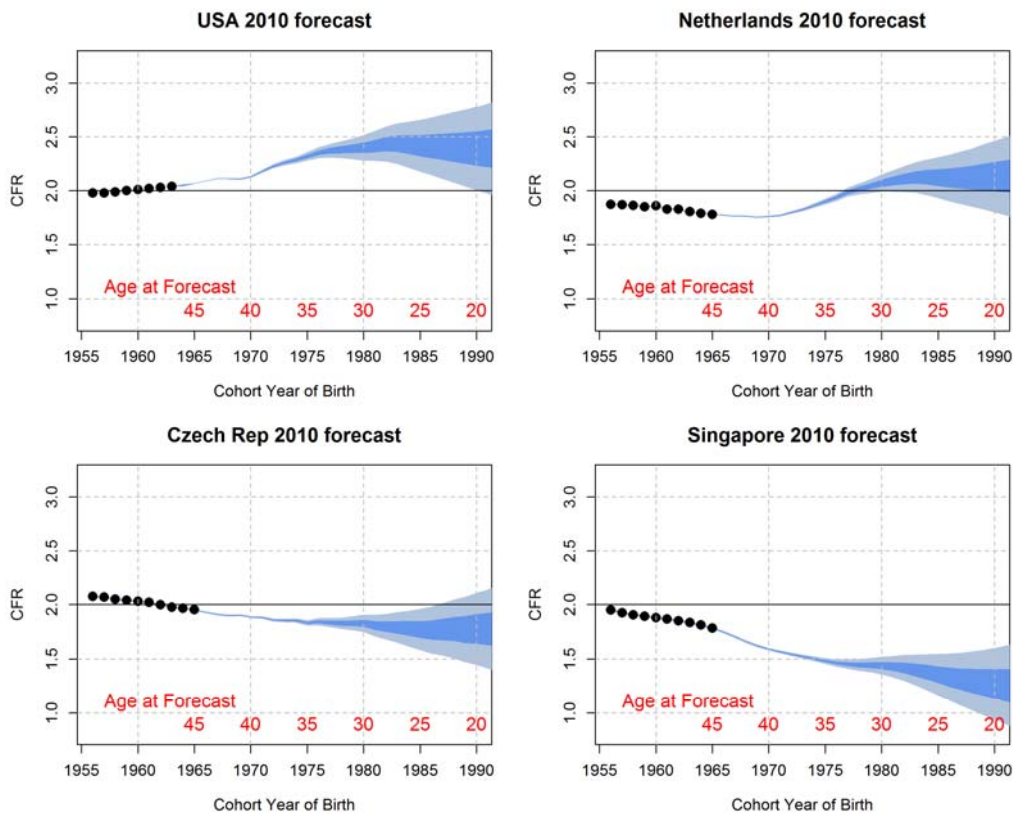 USA 2010 forecast
CFR
3.0
2.5
2.0
1.5
1.0
Age at Forecast
45 40 35 30 25 20
1955 1960 1965 1970 1975 1980 1985 1990
Cohort Year of Birth
Netherlands 2010 forecast
CFR
3.0
2.5
2.0
1.5
1.0
Age at Forecast
45 40 35 30 25 20
1955 1960 1965 1970 1975 1980 1985 1990
Cohort Year of Birth
Czech Rep 2010 forecast
CFR
3.0
2.5
2.0
1.5
1.0
Age at Forecast
45 40 35 30 25 20
1955 1960 1965 1970 1975 1980 1985 1990
Cohort Year of Birth
Singapore 2010 forecast
CFR
3.0
2.5
2.0
1.5
1.0
Age at Forecast
45 40 35 30 25 20
1955 1960 1965 1970 1975 1980 1985 1990
Cohort Year of Birth